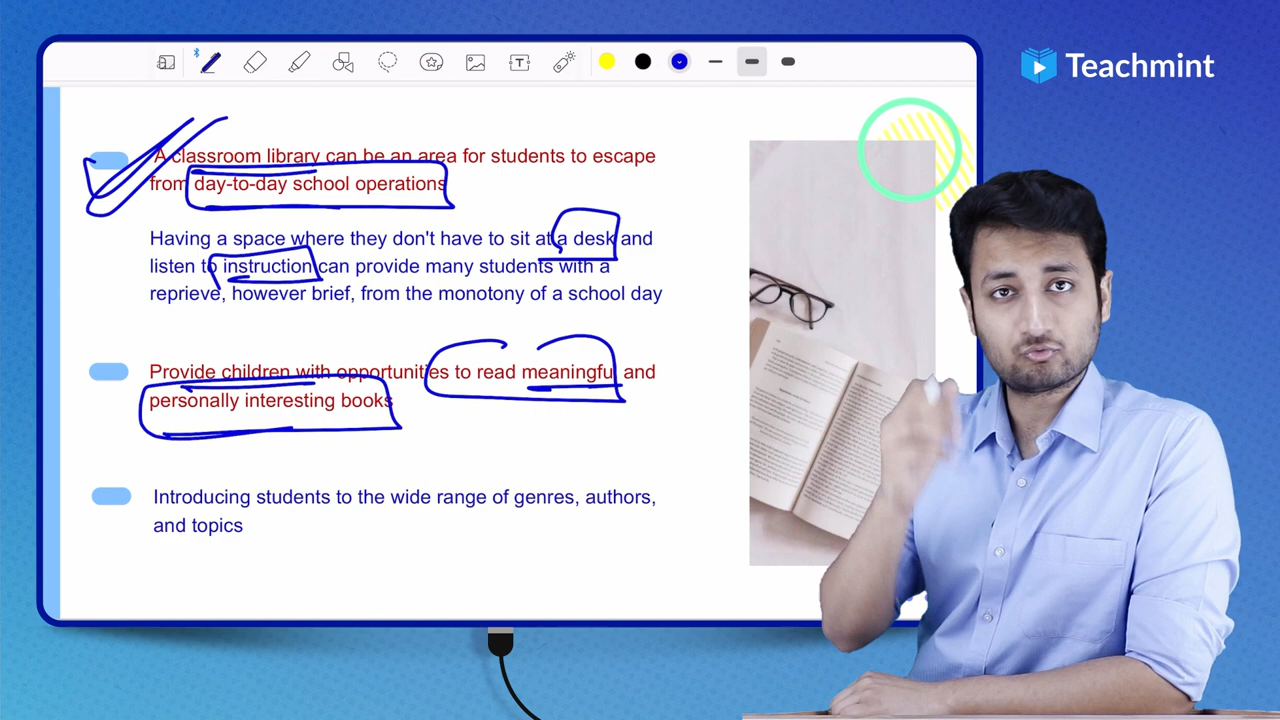 Teachmint
A classroom library can be an area for students to escape
from day-to-day school operations
Having a space where they don't have to sit at a desk and
listen to instruction can provide many students with a
reprieve, however brief, from the monotony of a school day
Provide children with opportunities to read meaningful and
personally interesting books
Introducing students to the wide range of genres, authors,
and topics